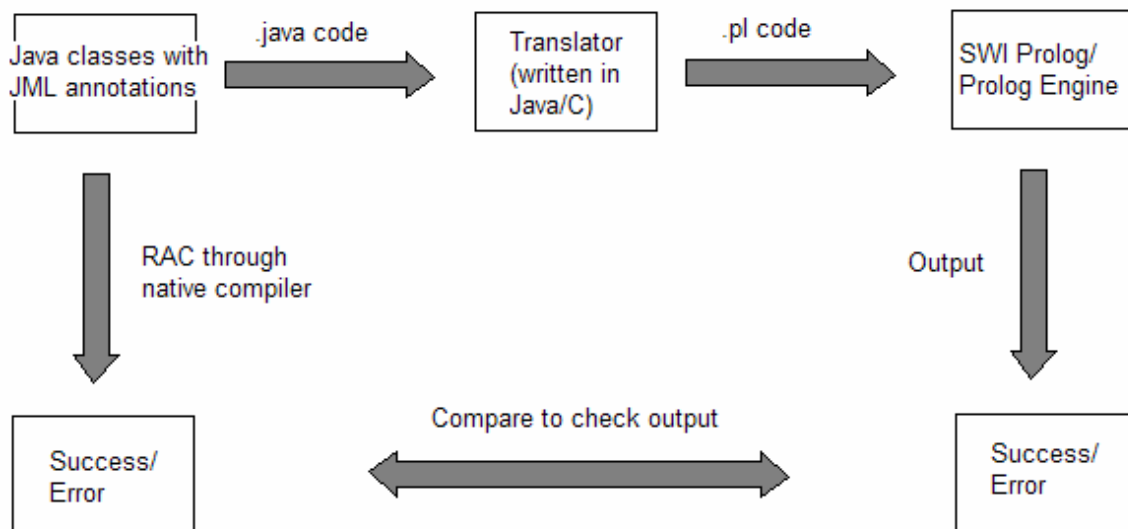 .java code
.pl code
Java classes with
JML annotations
Translator
(written in
Java/C)
SWI Prolog/
Prolog Engine
RAC through
native compiler
Output
Compare to check output
Success/
Error
Success/
Error